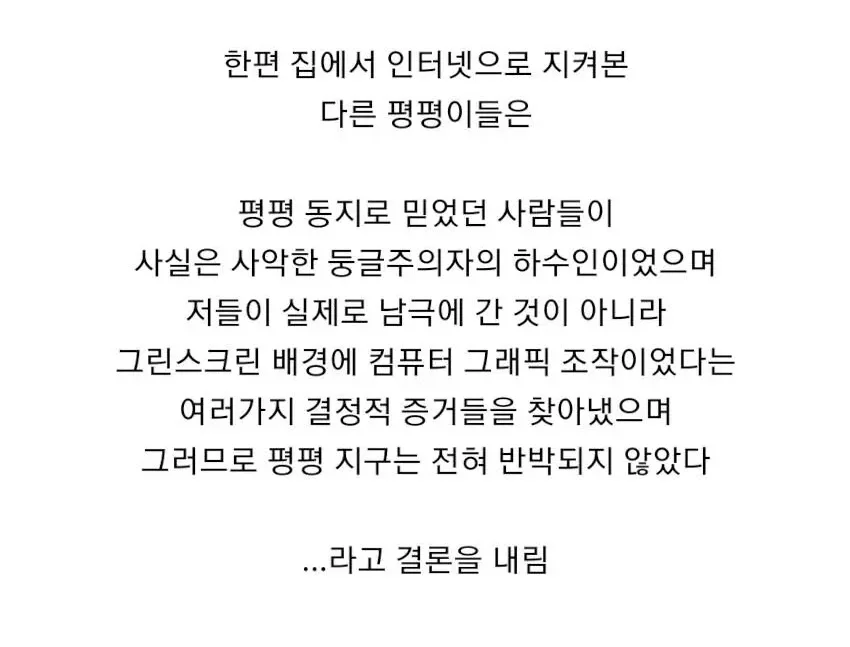 한편 집에서 인터넷으로 지켜본
다른 평평이들은
평평 동지로 믿었던 사람들이
사실은 사악한 둥글주의자의 하수인이었으며
저들이 실제로 남극에 간 것이 아니라
그린스크린 배경에 컴퓨터 그래픽 조작이었다는
여러가지 결정적 증거들을 찾아냈으며
그러므로 평평 지구는 전혀 반박되지 않았다
...라고 결론을 내림